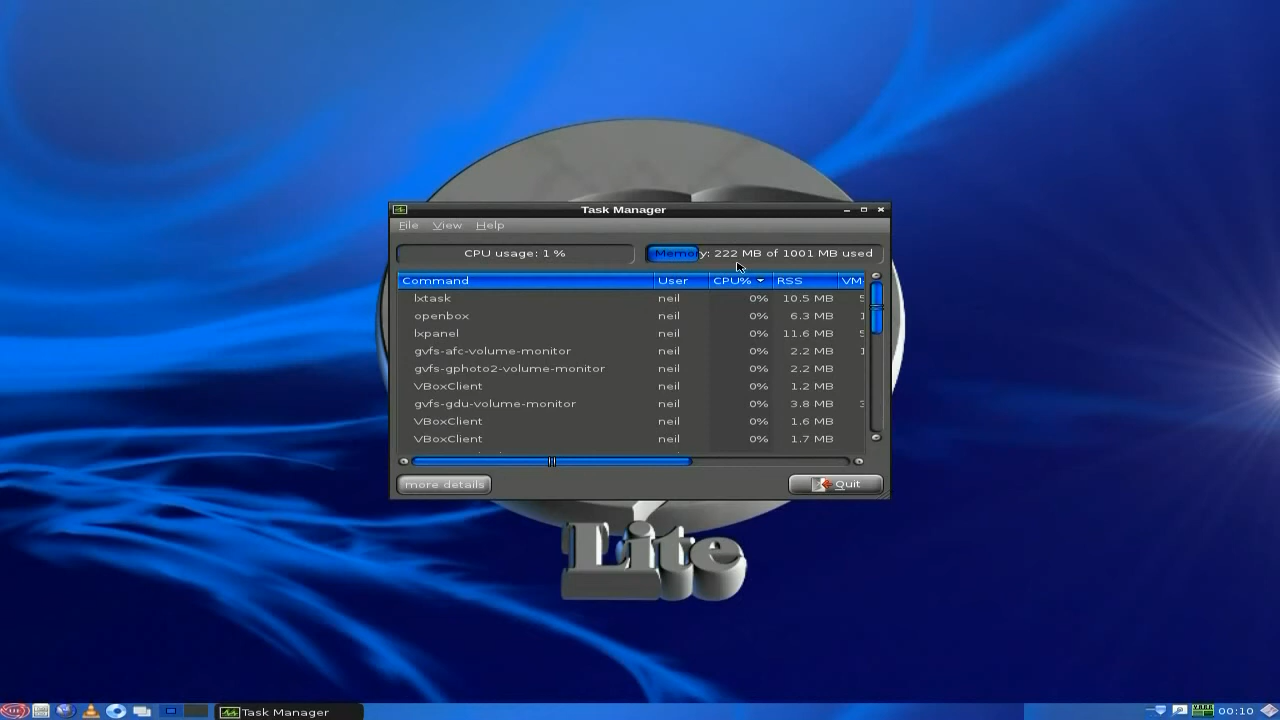 Task Manager
File View Help
CPU usage: 1 % Memory: 222 MB of 1001 MB used
Command User CPU% RSS VM-
lxtask neil 0% 10.5 MB
openbox neil 0% 6.3 MB
lxpanel neil 0% 11.6 MB
gvfs-afc-volume-monitor neil 0% 2.2 MB
gvfs-gphoto2-volume-monitor neil 0% 2.2 MB
VBoxClient neil 0% 1.2 MB
gvfs-gdu-volume-monitor neil 0% 3.8 MB
VBoxClient neil 0% 1.6 MB
VBoxClient neil 0% 1.7 MB
more details Quit
Lite
Task Manager 00:10